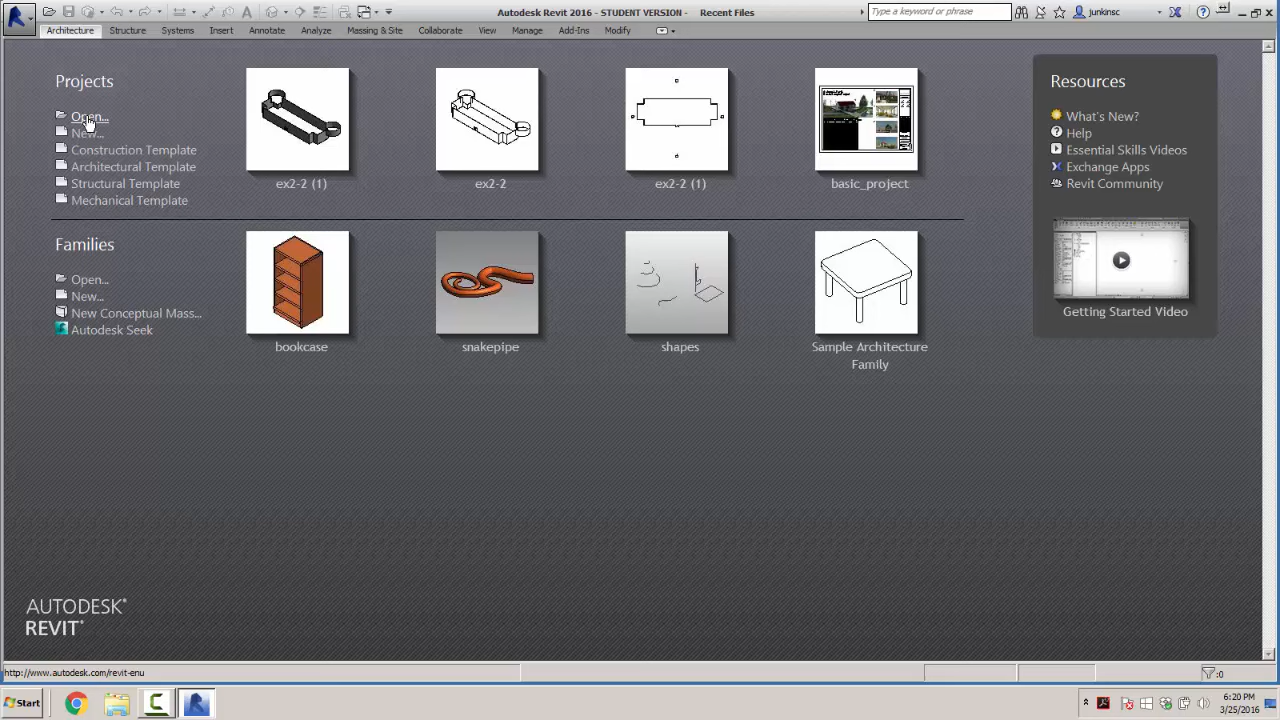 Autodesk Revit 2016 - STUDENT VERSION - Recent Files
Type a keyword or phrase
junkinsc
Architecture Structure Systems Insert Annotate Analyze Massing & Site Collaborate View Manage Add-Ins Modify
Projects
Open...
New...
Construction Template
Architectural Template
Structural Template
Mechanical Template
ex2-2 (1)
ex2-2
ex2-2 (1)
basic_project
Families
Open...
New...
New Conceptual Mass...
Autodesk Seek
bookcase
snakepipe
shapes
Sample Architecture
Family
Resources
What's New?
Help
Essential Skills Videos
Exchange Apps
Revit Community
Getting Started Video
AUTODESK®
REVIT®
http://www.autodesk.com/revit-enu
:0
Start
6:20 PM
3/25/2016